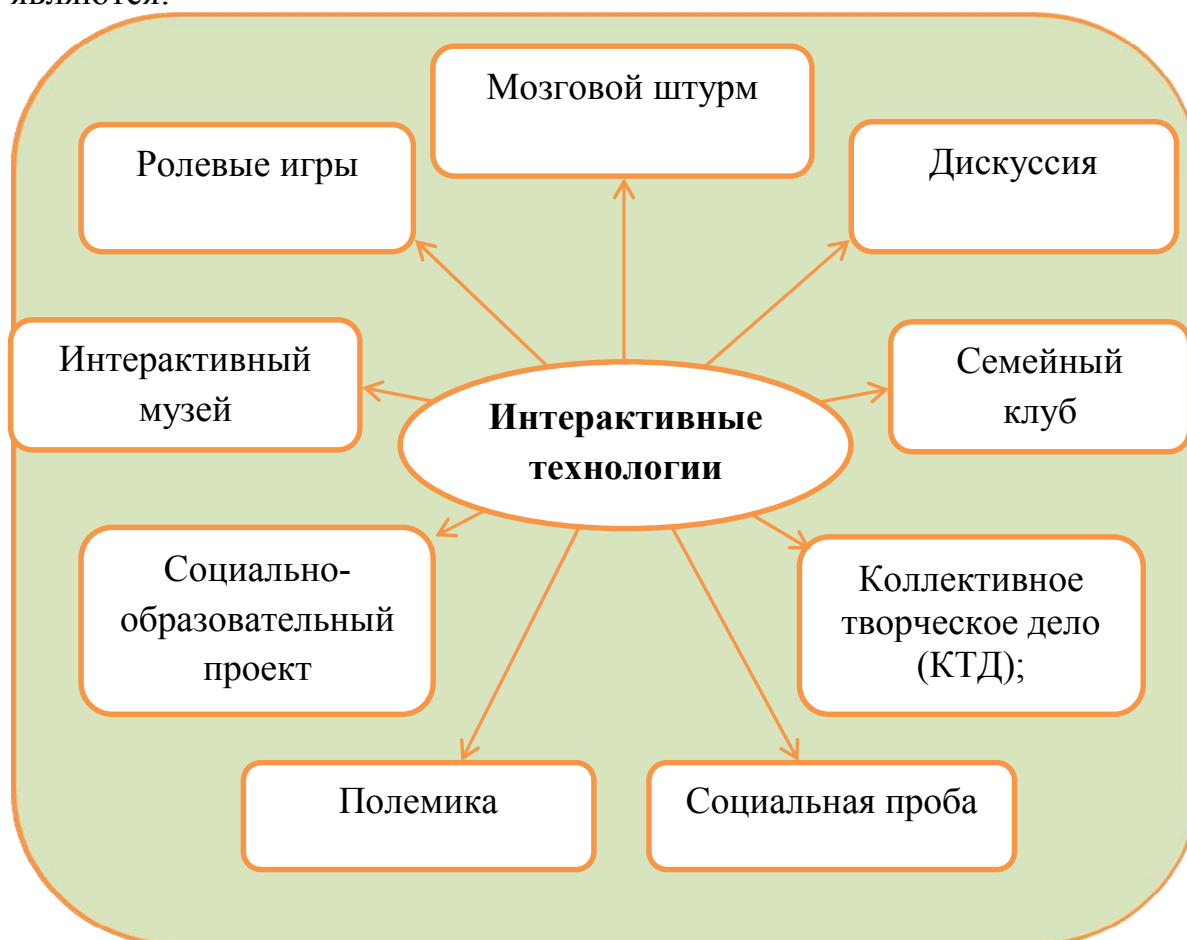 являются:
Мозговой штурм
Ролевые игры
Дискуссия
Интерактивный
музей
Семейный
клуб
Интерактивные
технологии
Социально-
образовательный
проект
Коллективное
творческое дело
(КТД);
Полемика
Социальная проба